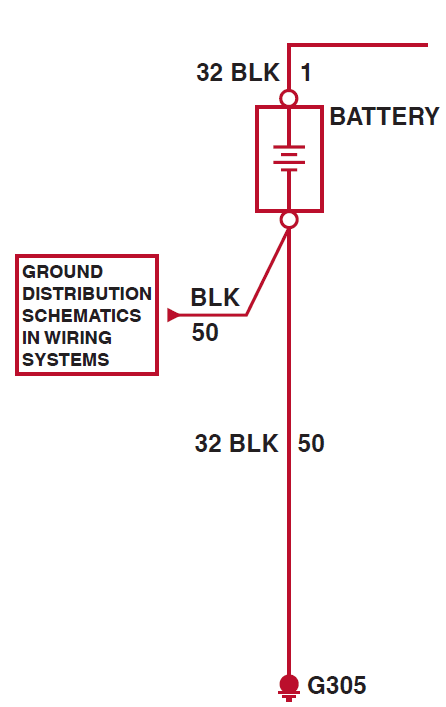 32 BLK 1
BATTERY
GROUND
DISTRIBUTION
SCHEMATICS
IN WIRING
SYSTEMS
BLK
50
32 BLK 50
G305